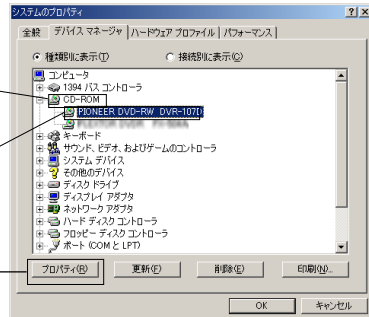 システムのプロパティ
全般 デバイス マネージャ ハードウェア プロファイル パフォーマンス
種類別に表示(T) 接続別に表示(C)
コンピュータ
1394 バス コントローラ
CD-ROM
PIONEER DVD-RW DVR-107D
キーボード
サウンド、ビデオ、およびゲームのコントローラ
システム デバイス
その他のデバイス
ディスク ドライブ
ディスプレイ アダプタ
ネットワーク アダプタ
ハード ディスク コントローラ
フロッピー ディスク コントローラ
ポート (COM と LPT)
プロパティ(R) 更新(F) 削除(E) 印刷(N)...
OK キャンセル